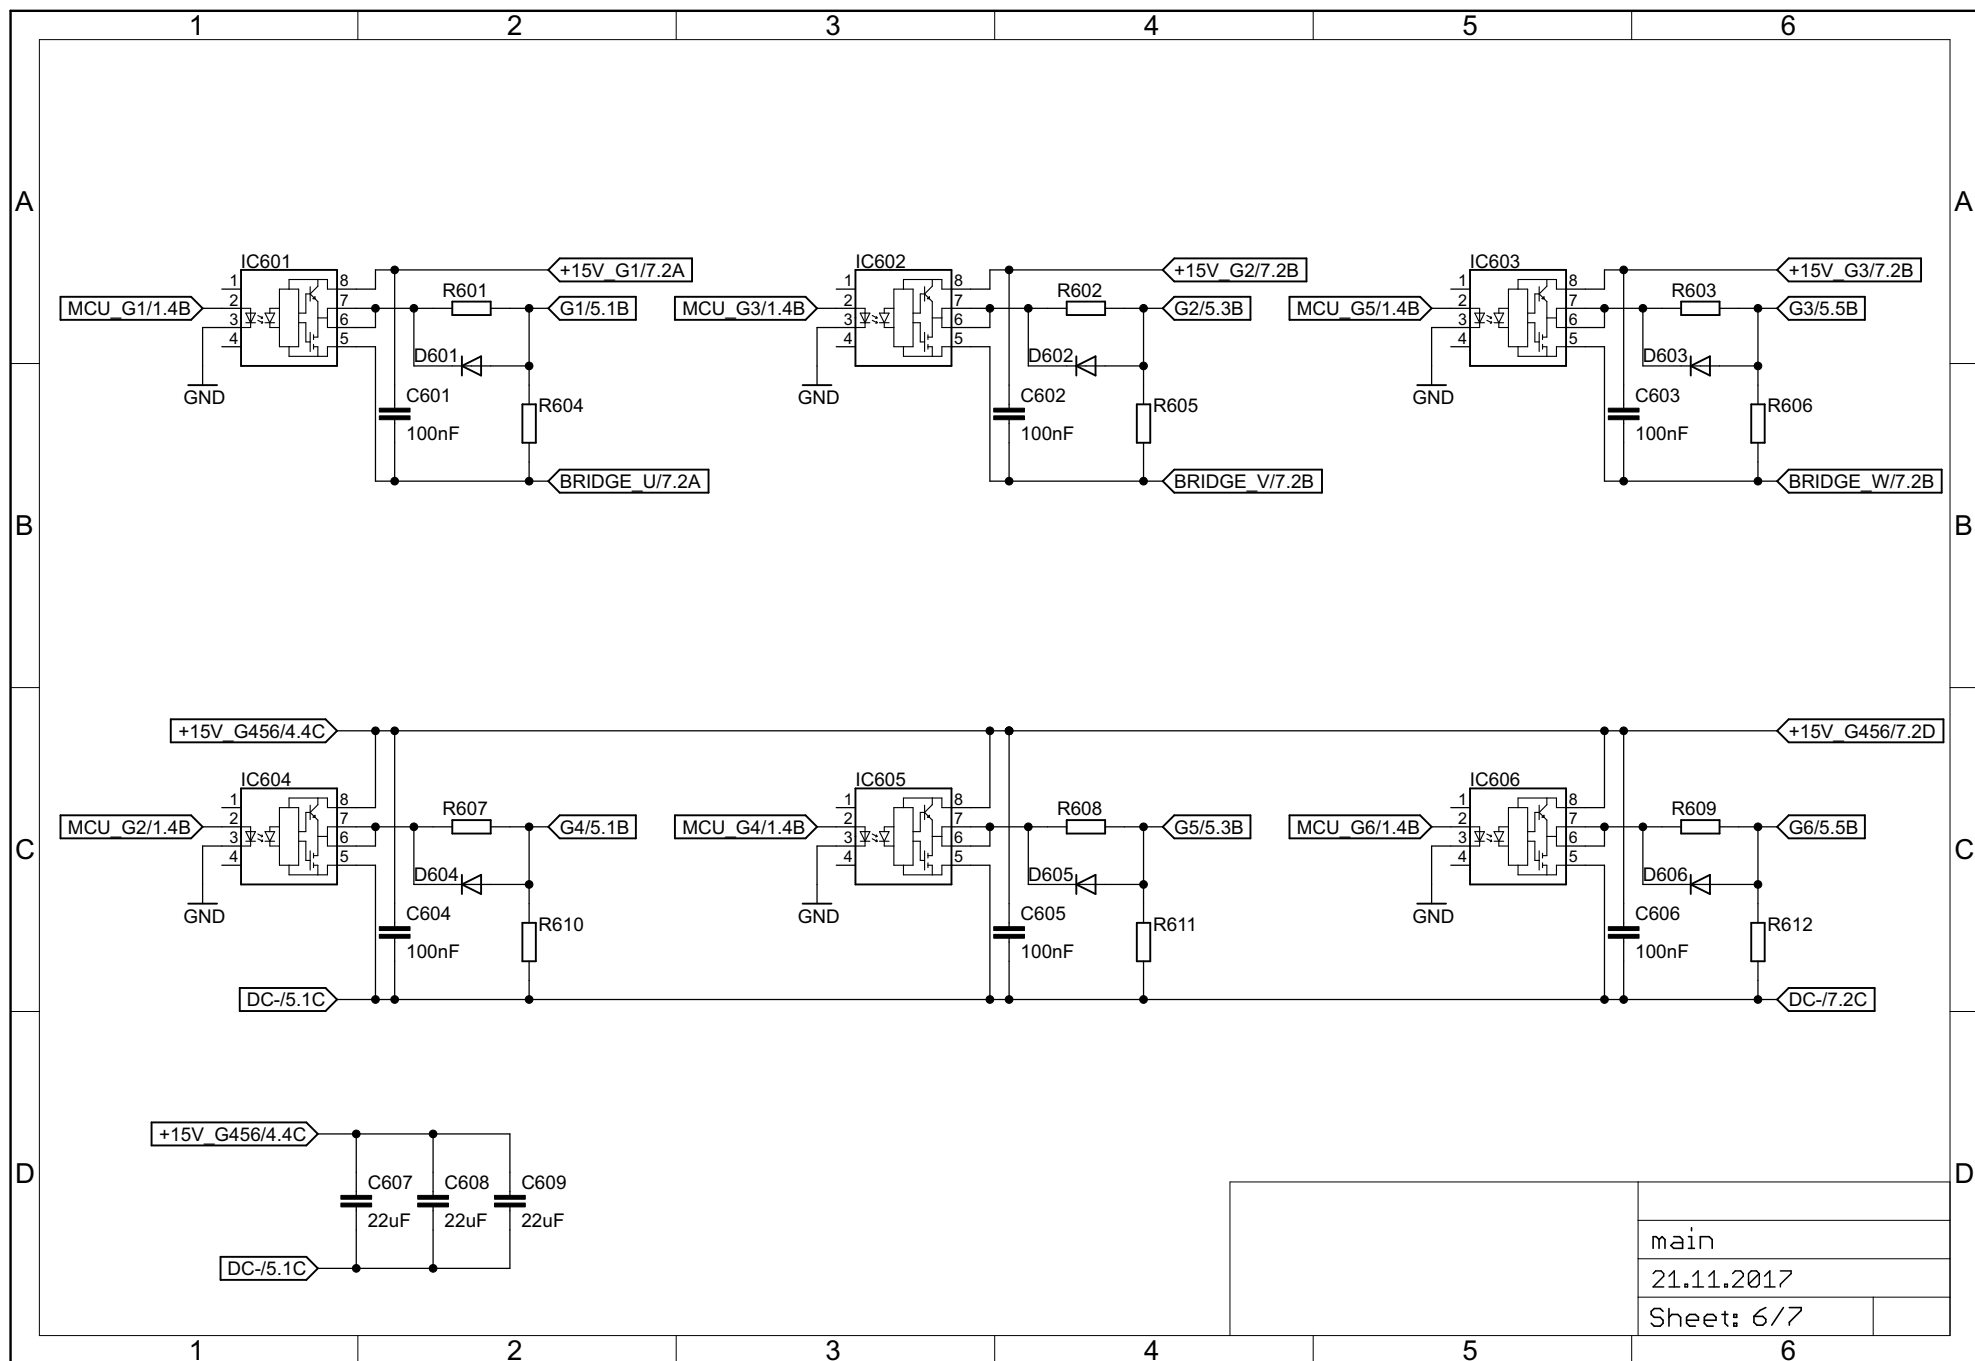 1 2 3 4 5 6
A A
IC601 IC602 IC603
+15V_G1/7.2A +15V_G2/7.2B +15V_G3/7.2B
1 8 1 8 1 8
MCU_G1/1.4B 2 7 R601 G1/5.1B MCU_G3/1.4B 2 7 R602 G2/5.3B MCU_G5/1.4B 2 7 R603 G3/5.5B
3 6 3 6 3 6
4 5 4 5 4 5
D601 D602 D603
GND C601 R604 GND C602 R605 GND C603 R606
100nF 100nF 100nF
BRIDGE_U/7.2A BRIDGE_V/7.2B BRIDGE_W/7.2B
B B
+15V_G456/4.4C +15V_G456/7.2D
IC604 IC605 IC606
1 8 1 8 1 8
MCU_G2/1.4B 2 7 R607 G4/5.1B MCU_G4/1.4B 2 7 R608 G5/5.3B MCU_G6/1.4B 2 7 R609 G6/5.5B
3 6 3 6 3 6
C C
4 5 4 5 4 5
D604 D605 D606
GND C604 R610 GND C605 R611 GND C606 R612
100nF 100nF 100nF
DC-/5.1C DC-/7.2C
+15V_G456/4.4C
D D
C607 C608 C609
22uF 22uF 22uF
DC-/5.1C
main
21.11.2017
Sheet: 6/7
1 2 3 4 5 6